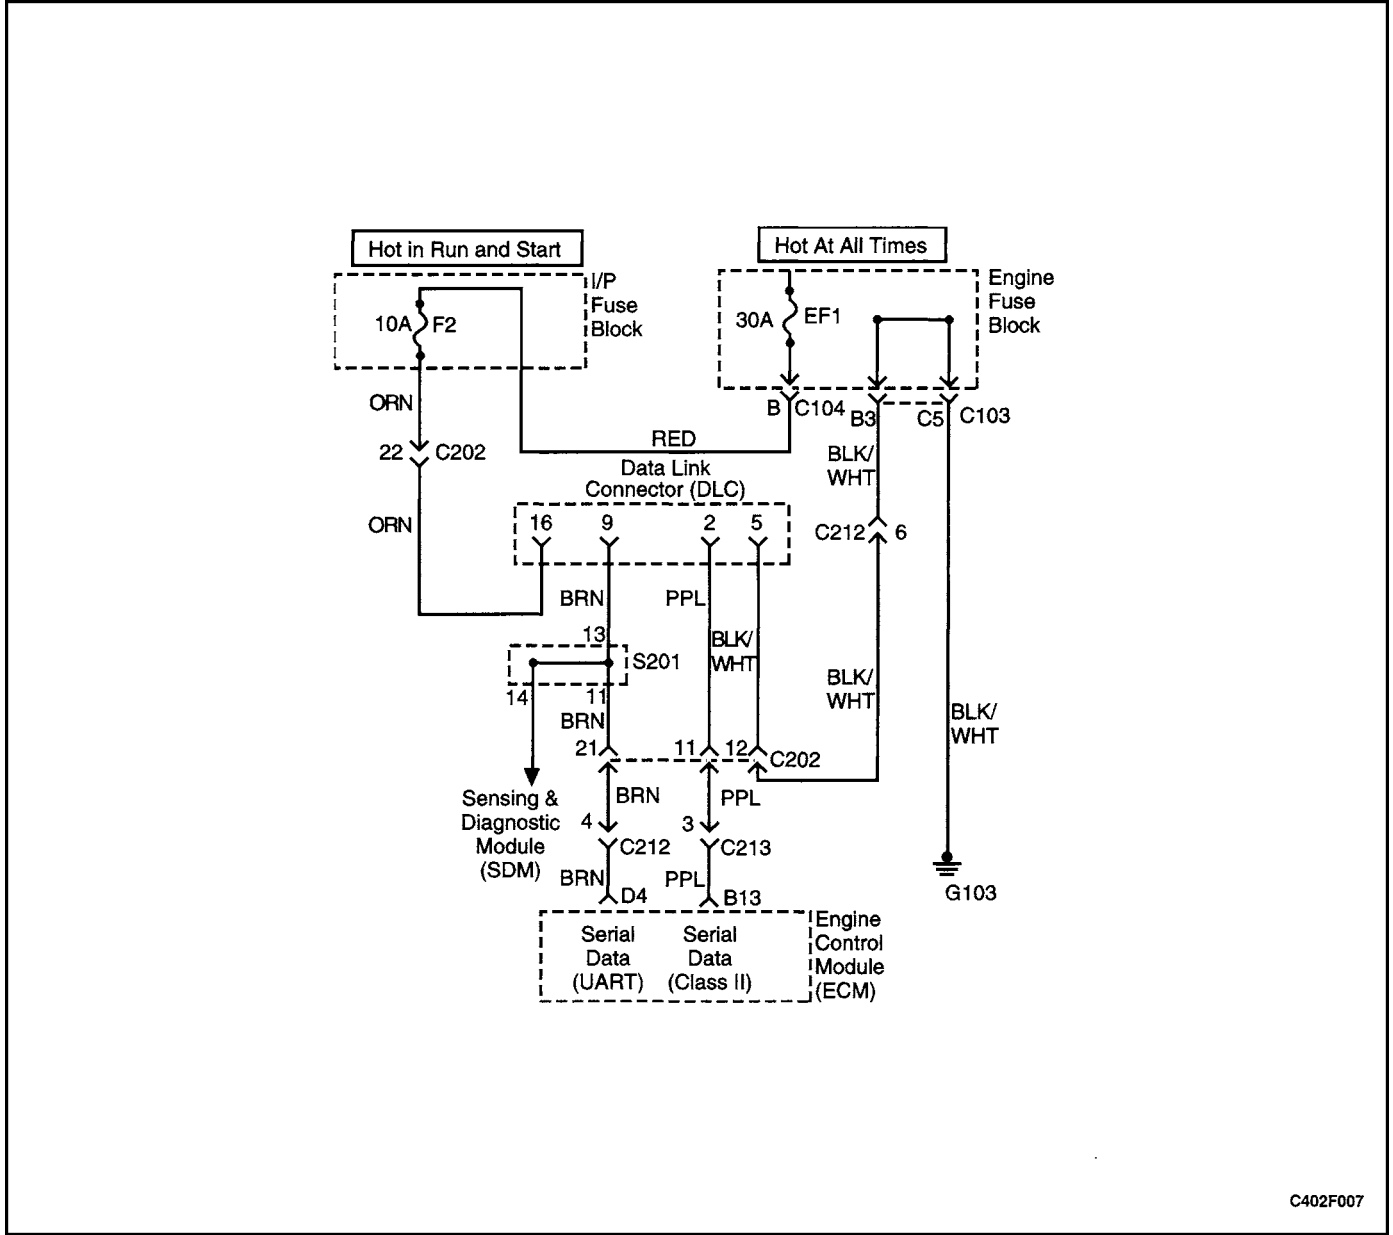 Hot in Run and Start
Hot At All Times
I/P
Fuse
Block
10A
F2
Engine
Fuse
Block
30A
EF1
ORN
B
C104
B3
C5
C103
22
C202
RED
BLK/
WHT
Data Link
Connector (DLC)
ORN
16
9
2
5
C212
6
BRN
PPL
13
S201
BLK/
WHT
14
11
BLK/
WHT
BRN
BLK/
WHT
21
11
12
C202
BRN
PPL
Sensing &
Diagnostic
Module
(SDM)
4
C212
3
C213
BRN
D4
PPL
B13
G103
Serial
Data
(UART)
Serial
Data
(Class II)
Engine
Control
Module
(ECM)
C402F007